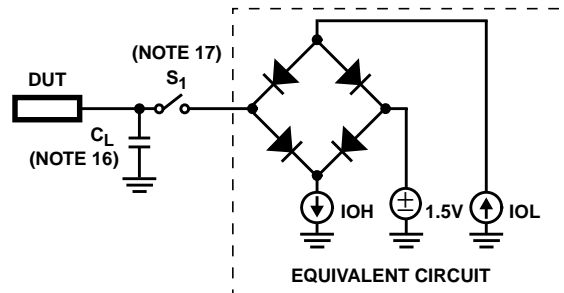 (NOTE 17)
DUT
S1
CL
(NOTE 16)
IOH
±
1.5V
IOL
EQUIVALENT CIRCUIT